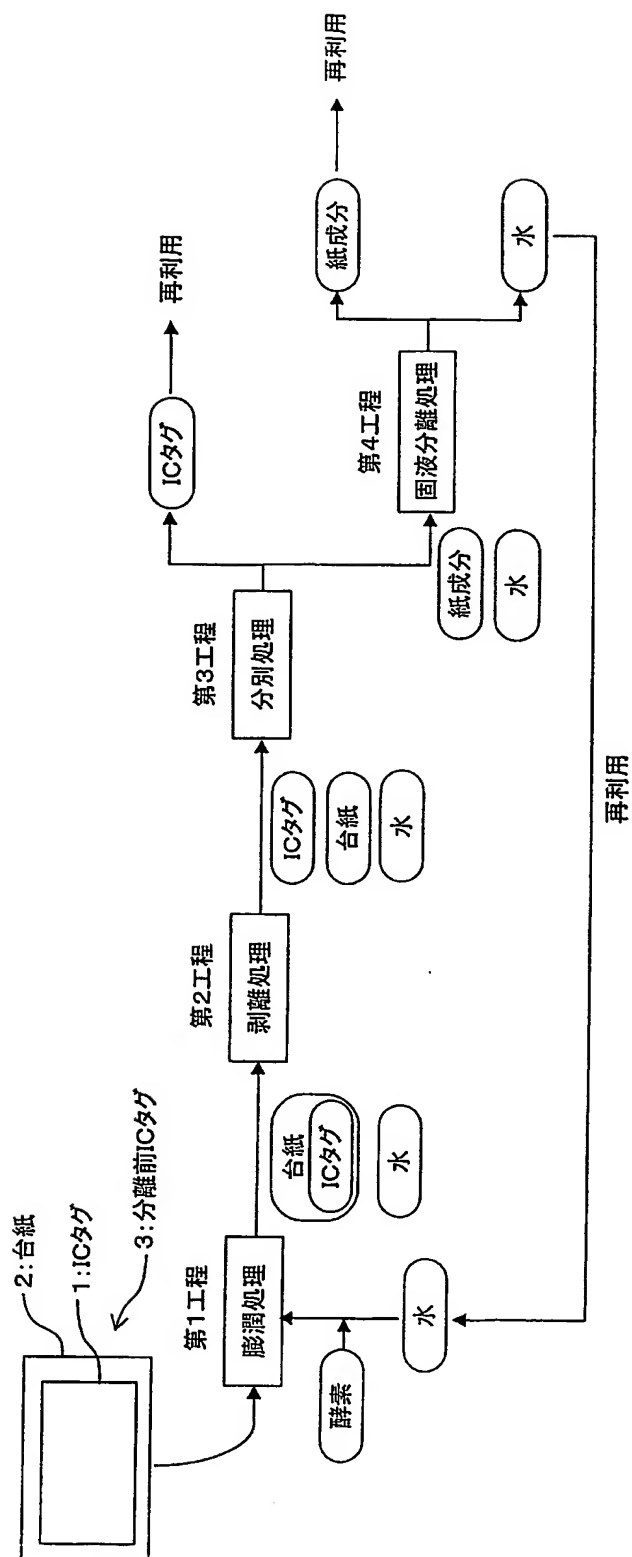 2:台紙
1:ICタグ
3:分離前ICタグ
第1工程
膨潤処理
酵素
水
台紙
ICタグ
水
第2工程
剥離処理
ICタグ
台紙
水
第3工程
分別処理
ICタグ
再利用
紙成分
水
第4工程
固液分離処理
紙成分
再利用
水
再利用